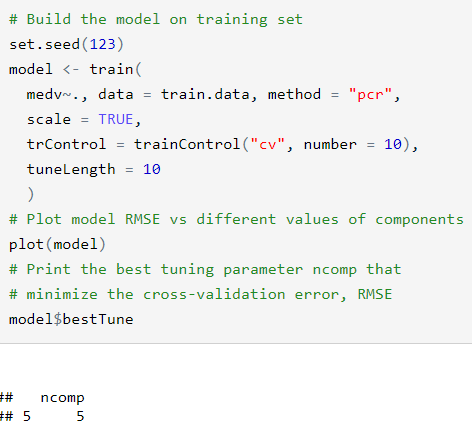 # Build the model on training set
set.seed(123)
model <- train(
  medv~., data = train.data, method = "pcr",
  scale = TRUE,
  trControl = trainControl("cv", number = 10),
  tuneLength = 10
  )
# Plot model RMSE vs different values of components
plot(model)
# Print the best tuning parameter ncomp that
# minimize the cross-validation error, RMSE
model$bestTune
##   ncomp
## 5     5